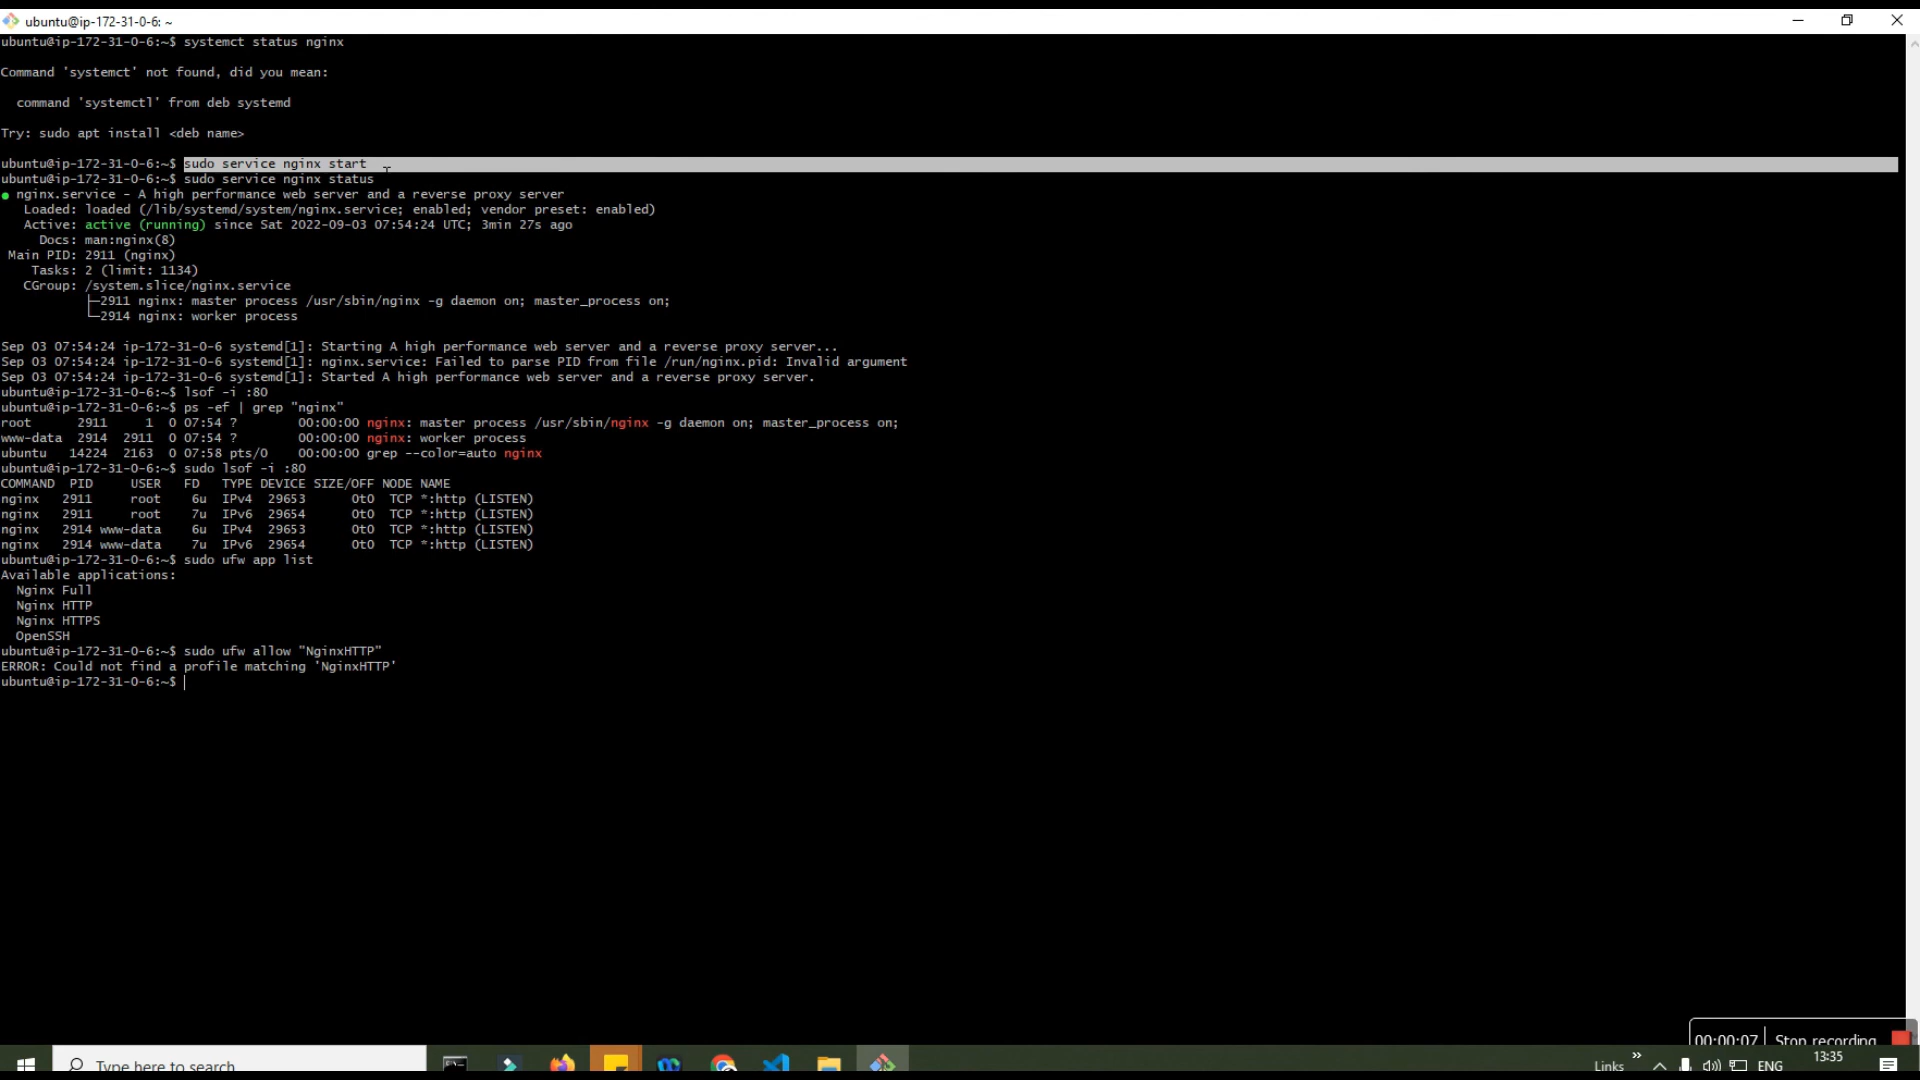 ubuntu@ip-172-31-0-6: ~
ubuntu@ip-172-31-0-6:~$ systemct status nginx
Command 'systemct' not found, did you mean:
command 'systemctl' from deb systemd
Try: sudo apt install <deb name>
ubuntu@ip-172-31-0-6:~$ sudo service nginx start
ubuntu@ip-172-31-0-6:~$ sudo service nginx status
● nginx.service - A high performance web server and a reverse proxy server
Loaded: loaded (/lib/systemd/system/nginx.service; enabled; vendor preset: enabled)
Active: active (running) since Sat 2022-09-03 07:54:24 UTC; 3min 27s ago
Docs: man:nginx(8)
Main PID: 2911 (nginx)
Tasks: 2 (limit: 1134)
CGroup: /system.slice/nginx.service
├─2911 nginx: master process /usr/sbin/nginx -g daemon on; master_process on;
└─2914 nginx: worker process
Sep 03 07:54:24 ip-172-31-0-6 systemd[1]: Starting A high performance web server and a reverse proxy server...
Sep 03 07:54:24 ip-172-31-0-6 systemd[1]: nginx.service: Failed to parse PID from file /run/nginx.pid: Invalid argument
Sep 03 07:54:24 ip-172-31-0-6 systemd[1]: Started A high performance web server and a reverse proxy server.
ubuntu@ip-172-31-0-6:~$ lsof -i :80
ubuntu@ip-172-31-0-6:~$ ps -ef | grep "nginx"
root 2911 1 0 07:54 ? 00:00:00 nginx: master process /usr/sbin/nginx -g daemon on; master_process on;
www-data 2914 2911 0 07:54 ? 00:00:00 nginx: worker process
ubuntu 14224 2163 0 07:58 pts/0 00:00:00 grep --color=auto nginx
ubuntu@ip-172-31-0-6:~$ sudo lsof -i :80
COMMAND PID USER FD TYPE DEVICE SIZE/OFF NODE NAME
nginx 2911 root 6u IPv4 29653 0t0 TCP *:http (LISTEN)
nginx 2911 root 7u IPv6 29654 0t0 TCP *:http (LISTEN)
nginx 2914 www-data 6u IPv4 29653 0t0 TCP *:http (LISTEN)
nginx 2914 www-data 7u IPv6 29654 0t0 TCP *:http (LISTEN)
ubuntu@ip-172-31-0-6:~$ sudo ufw app list
Available applications:
Nginx Full
Nginx HTTP
Nginx HTTPS
OpenSSH
ubuntu@ip-172-31-0-6:~$ sudo ufw allow "NginxHTTP"
ERROR: Could not find a profile matching 'NginxHTTP'
ubuntu@ip-172-31-0-6:~$
00:00:07 Stop recording
Type here to search
Links » ENG 13:35